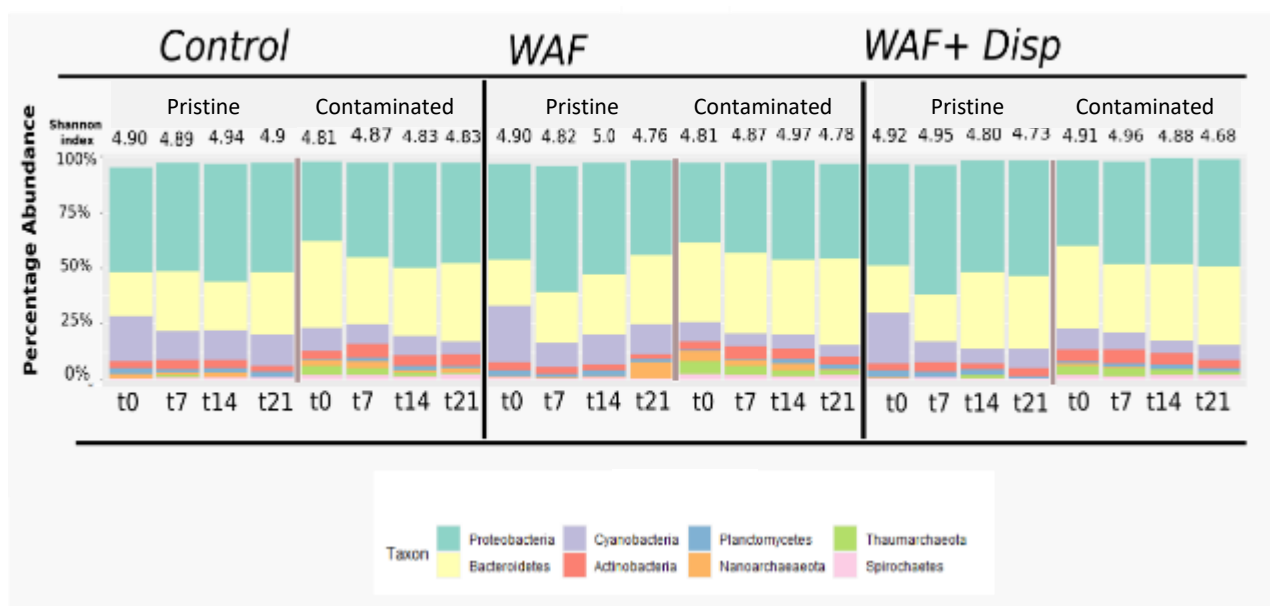 Control WAF WAF+ Disp
Pristine Contaminated Pristine Contaminated Pristine Contaminated
Shannon
index 4.90 4.89 4.94 4.9 4.81 4.87 4.83 4.83 4.90 4.82 5.0 4.76 4.81 4.87 4.97 4.78 4.92 4.95 4.80 4.73 4.91 4.96 4.88 4.68
Percentage Abundance
100%
75%
50%
25%
0%
t0 t7 t14 t21 t0 t7 t14 t21 t0 t7 t14 t21 t0 t7 t14 t21 t0 t7 t14 t21 t0 t7 t14 t21
Taxon
Proteobacteria Cyanobacteria Planctomycetes Thaumarchaeota
Bacteroidetes Actinobacteria Nanoarchaeaeota Spirochaetes